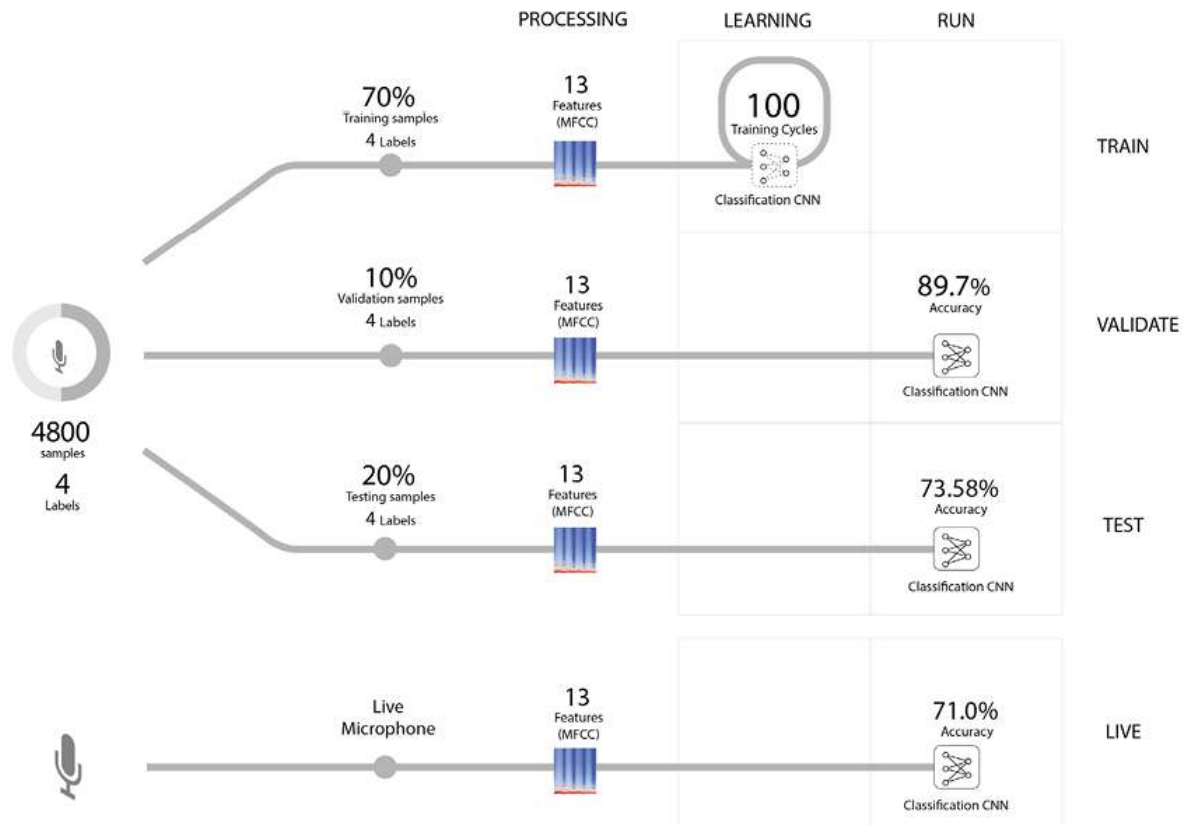 PROCESSING LEARNING RUN
70%
Training samples
4 Labels
13
Features
(MFCC)
100
Training Cycles
Classification CNN
TRAIN
10%
Validation samples
4 Labels
13
Features
(MFCC)
89.7%
Accuracy
Classification CNN
VALIDATE
4800
samples
4
Labels
20%
Testing samples
4 Labels
13
Features
(MFCC)
73.58%
Accuracy
Classification CNN
TEST
Live
Microphone
13
Features
(MFCC)
71.0%
Accuracy
Classification CNN
LIVE